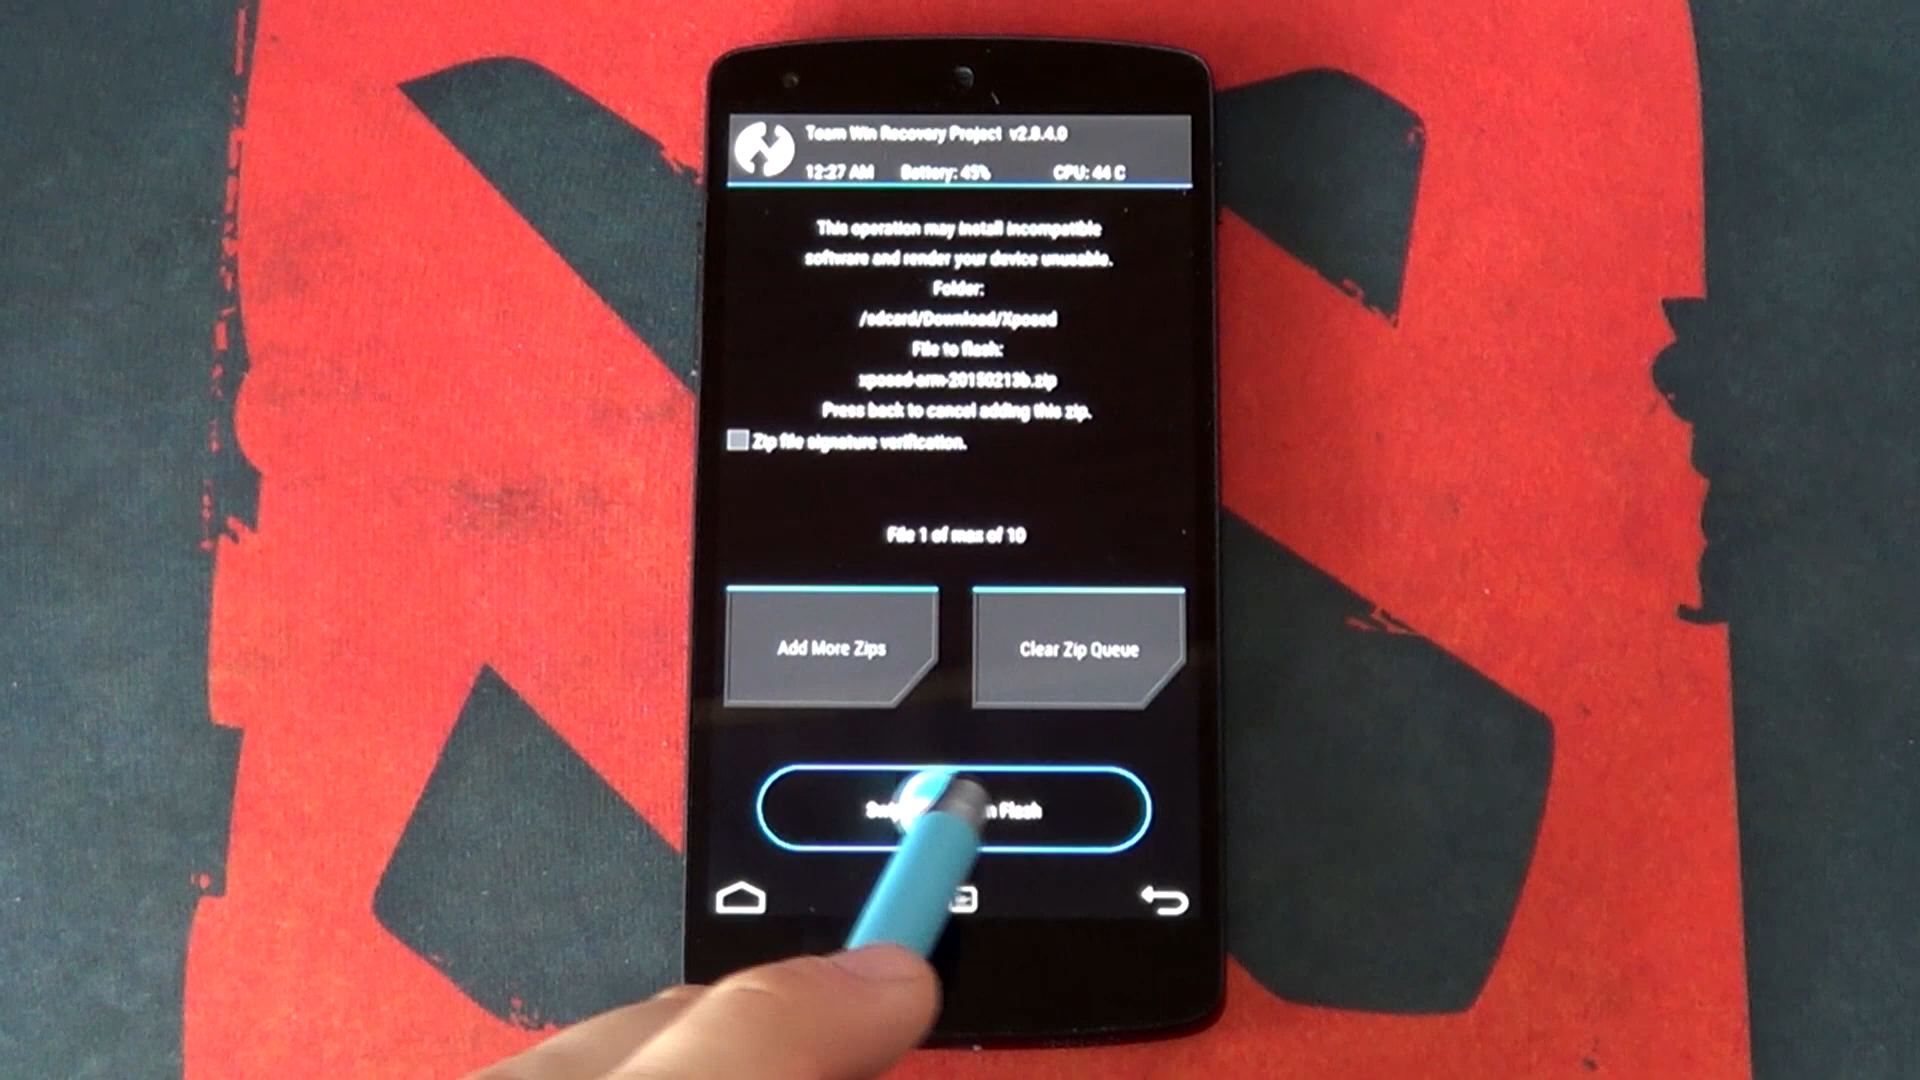 Team Win Recovery Project v2.8.4.0
12:27 AM Battery: 45% CPU: 44 C
This operation may install incompatible
software and render your device unusable.
Folder:
/sdcard/Download/Xposed
File to flash:
xposed-arm-20150213b.zip
Press back to cancel adding this zip.
Zip file signature verification.
File 1 of max of 10
Add More Zips
Clear Zip Queue
Flash